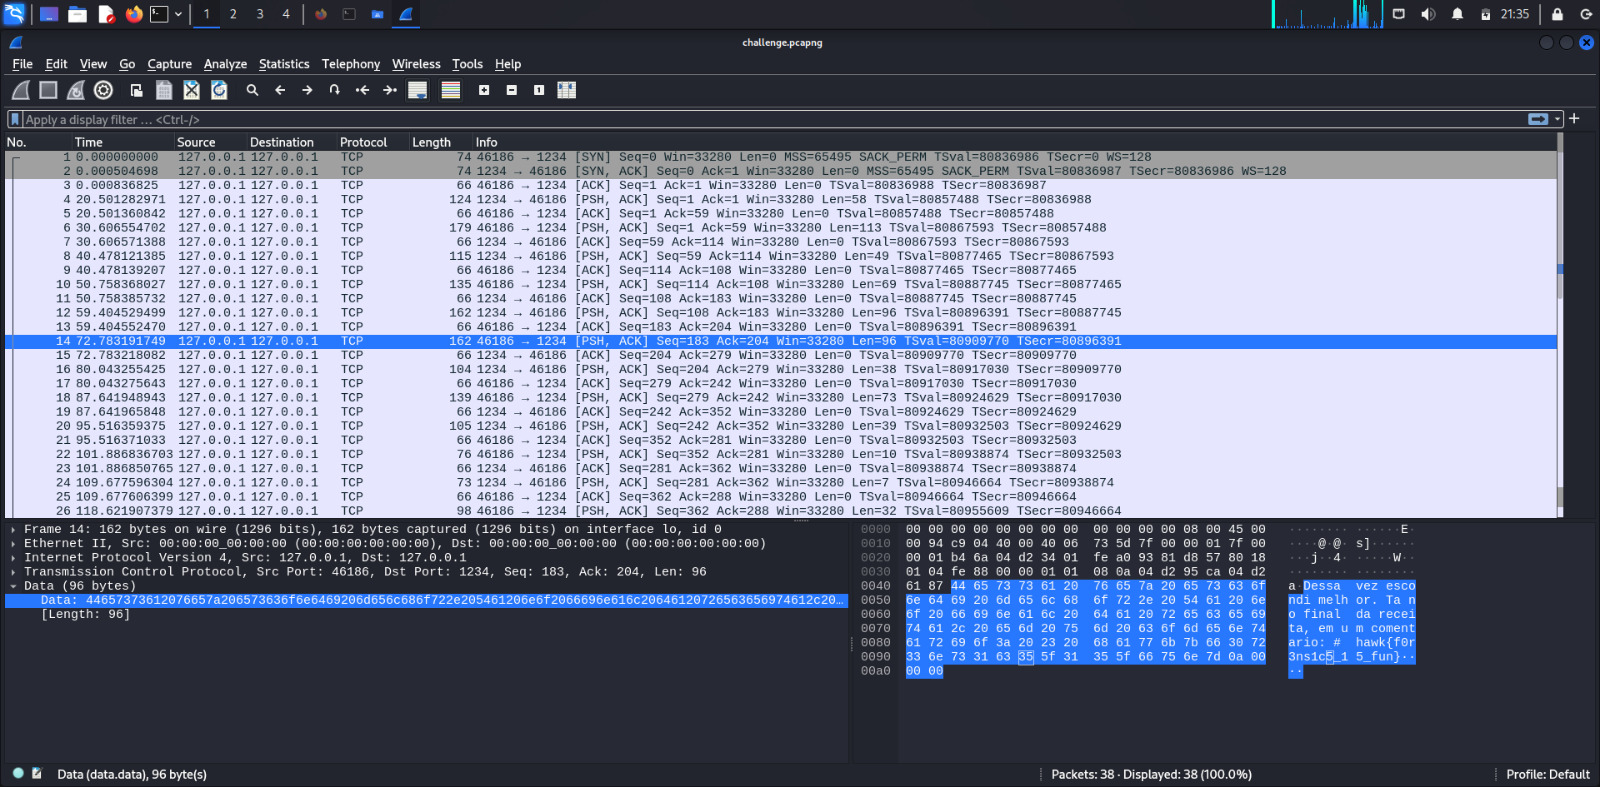 1 2 3 4 21:35
challenge.pcapng
File Edit View Go Capture Analyze Statistics Telephony Wireless Tools Help
Apply a display filter … <Ctrl-/>
No. Time Source Destination Protocol Length Info
1 0.000000000 127.0.0.1 127.0.0.1 TCP 74 46186 → 1234 [SYN] Seq=0 Win=33280 Len=0 MSS=65495 SACK_PERM TSval=80836986 TSecr=0 WS=128
2 0.000504698 127.0.0.1 127.0.0.1 TCP 74 1234 → 46186 [SYN, ACK] Seq=0 Ack=1 Win=33280 Len=0 MSS=65495 SACK_PERM TSval=80836987 TSecr=80836986 WS=128
3 0.000836825 127.0.0.1 127.0.0.1 TCP 66 46186 → 1234 [ACK] Seq=1 Ack=1 Win=33280 Len=0 TSval=80836988 TSecr=80836987
4 20.501282971 127.0.0.1 127.0.0.1 TCP 124 1234 → 46186 [PSH, ACK] Seq=1 Ack=1 Win=33280 Len=58 TSval=80857488 TSecr=80836988
5 20.501360842 127.0.0.1 127.0.0.1 TCP 66 46186 → 1234 [ACK] Seq=1 Ack=59 Win=33280 Len=0 TSval=80857488 TSecr=80857488
6 30.606554702 127.0.0.1 127.0.0.1 TCP 179 46186 → 1234 [PSH, ACK] Seq=1 Ack=59 Win=33280 Len=113 TSval=80867593 TSecr=80857488
7 30.606571388 127.0.0.1 127.0.0.1 TCP 66 1234 → 46186 [ACK] Seq=59 Ack=114 Win=33280 Len=0 TSval=80867593 TSecr=80867593
8 40.478121385 127.0.0.1 127.0.0.1 TCP 115 1234 → 46186 [PSH, ACK] Seq=59 Ack=114 Win=33280 Len=49 TSval=80877465 TSecr=80867593
9 40.478139207 127.0.0.1 127.0.0.1 TCP 66 46186 → 1234 [ACK] Seq=114 Ack=108 Win=33280 Len=0 TSval=80877465 TSecr=80877465
10 50.758368027 127.0.0.1 127.0.0.1 TCP 135 46186 → 1234 [PSH, ACK] Seq=114 Ack=108 Win=33280 Len=69 TSval=80887745 TSecr=80877465
11 50.758385732 127.0.0.1 127.0.0.1 TCP 66 1234 → 46186 [ACK] Seq=108 Ack=183 Win=33280 Len=0 TSval=80887745 TSecr=80887745
12 59.404529499 127.0.0.1 127.0.0.1 TCP 162 1234 → 46186 [PSH, ACK] Seq=108 Ack=183 Win=33280 Len=96 TSval=80896391 TSecr=80887745
13 59.404552470 127.0.0.1 127.0.0.1 TCP 66 46186 → 1234 [ACK] Seq=183 Ack=204 Win=33280 Len=0 TSval=80896391 TSecr=80896391
14 72.783191749 127.0.0.1 127.0.0.1 TCP 162 46186 → 1234 [PSH, ACK] Seq=183 Ack=204 Win=33280 Len=96 TSval=80909770 TSecr=80896391
15 72.783218082 127.0.0.1 127.0.0.1 TCP 66 1234 → 46186 [ACK] Seq=204 Ack=279 Win=33280 Len=0 TSval=80909770 TSecr=80909770
16 80.043255425 127.0.0.1 127.0.0.1 TCP 104 1234 → 46186 [PSH, ACK] Seq=204 Ack=279 Win=33280 Len=38 TSval=80917030 TSecr=80909770
17 80.043275643 127.0.0.1 127.0.0.1 TCP 66 46186 → 1234 [ACK] Seq=279 Ack=242 Win=33280 Len=0 TSval=80917030 TSecr=80917030
18 87.641948943 127.0.0.1 127.0.0.1 TCP 139 46186 → 1234 [PSH, ACK] Seq=279 Ack=242 Win=33280 Len=73 TSval=80924629 TSecr=80917030
19 87.641965848 127.0.0.1 127.0.0.1 TCP 66 1234 → 46186 [ACK] Seq=242 Ack=352 Win=33280 Len=0 TSval=80924629 TSecr=80924629
20 95.516359375 127.0.0.1 127.0.0.1 TCP 105 1234 → 46186 [PSH, ACK] Seq=242 Ack=352 Win=33280 Len=39 TSval=80932503 TSecr=80924629
21 95.516371033 127.0.0.1 127.0.0.1 TCP 66 46186 → 1234 [ACK] Seq=352 Ack=281 Win=33280 Len=0 TSval=80932503 TSecr=80932503
22 101.886836703 127.0.0.1 127.0.0.1 TCP 76 46186 → 1234 [PSH, ACK] Seq=352 Ack=281 Win=33280 Len=10 TSval=80938874 TSecr=80932503
23 101.886850765 127.0.0.1 127.0.0.1 TCP 66 1234 → 46186 [ACK] Seq=281 Ack=362 Win=33280 Len=0 TSval=80938874 TSecr=80938874
24 109.677596304 127.0.0.1 127.0.0.1 TCP 73 1234 → 46186 [PSH, ACK] Seq=281 Ack=362 Win=33280 Len=7 TSval=80946664 TSecr=80938874
25 109.677606399 127.0.0.1 127.0.0.1 TCP 66 46186 → 1234 [ACK] Seq=362 Ack=288 Win=33280 Len=0 TSval=80946664 TSecr=80946664
26 118.621907379 127.0.0.1 127.0.0.1 TCP 98 46186 → 1234 [PSH, ACK] Seq=362 Ack=288 Win=33280 Len=32 TSval=80955609 TSecr=80946664
Frame 14: 162 bytes on wire (1296 bits), 162 bytes captured (1296 bits) on interface lo, id 0
Ethernet II, Src: 00:00:00_00:00:00 (00:00:00:00:00:00), Dst: 00:00:00_00:00:00 (00:00:00:00:00:00)
Internet Protocol Version 4, Src: 127.0.0.1, Dst: 127.0.0.1
Transmission Control Protocol, Src Port: 46186, Dst Port: 1234, Seq: 183, Ack: 204, Len: 96
Data (96 bytes)
Data: 44657373612076657a206573636f6e6469206d656c686f722e205461206e6f2066696e616c20646120726563656974612c20…
[Length: 96]
0000 00 00 00 00 00 00 00 00 00 00 00 00 08 00 45 00 ········ ······E·
0010 00 94 c9 04 40 00 40 06 73 5d 7f 00 00 01 7f 00 ····@·@· s]······
0020 00 01 b4 6a 04 d2 34 01 fe a0 93 81 d8 57 80 18 ···j··4· ·····W··
0030 01 04 fe 88 00 00 01 01 08 0a 04 d2 95 ca 04 d2 ········ ········
0040 61 87 44 65 73 73 61 20 76 65 7a 20 65 73 63 6f a·Dessa vez esco
0050 6e 64 69 20 6d 65 6c 68 6f 72 2e 20 54 61 20 6e ndi melh or. Ta n
0060 6f 20 66 69 6e 61 6c 20 64 61 20 72 65 63 65 69 o final da recei
0070 74 61 2c 20 65 6d 20 75 6d 20 63 6f 6d 65 6e 74 ta, em u m coment
0080 61 72 69 6f 3a 20 23 20 68 61 77 6b 7b 66 30 72 ario: # hawk{f0r
0090 33 6e 73 31 63 35 5f 31 35 5f 66 75 6e 7d 0a 00 3ns1c5_1 5_fun}··
00a0 00 00 ··
Data (data.data), 96 byte(s) Packets: 38 · Displayed: 38 (100.0%) Profile: Default